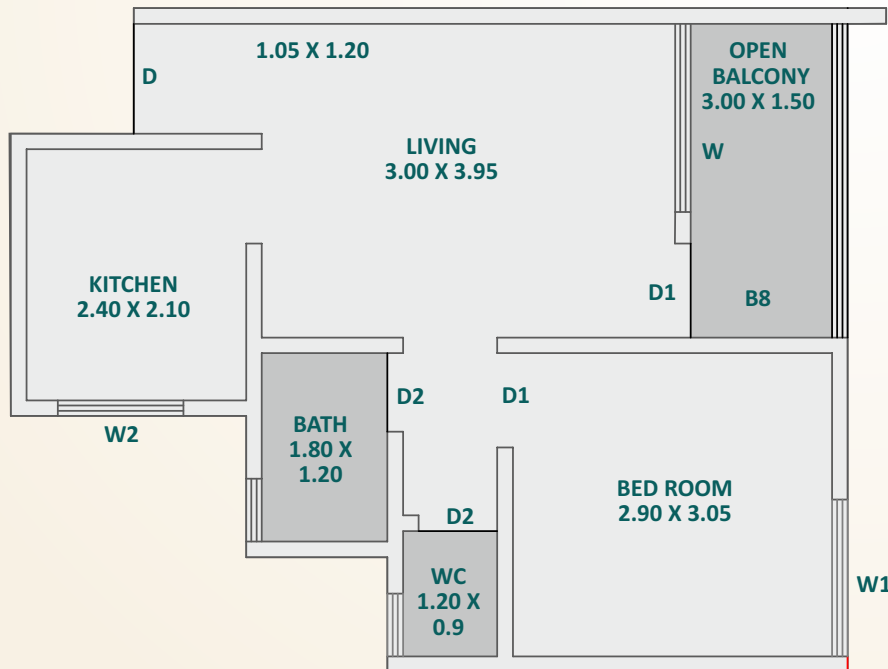 1.05 X 1.20
OPEN
BALCONY
3.00 X 1.50
D
LIVING
3.00 X 3.95
W
KITCHEN
2.40 X 2.10
D1
B8
D2
D1
BATH
1.80 X
1.20
W2
BED ROOM
2.90 X 3.05
D2
WC
1.20 X
0.9
W1